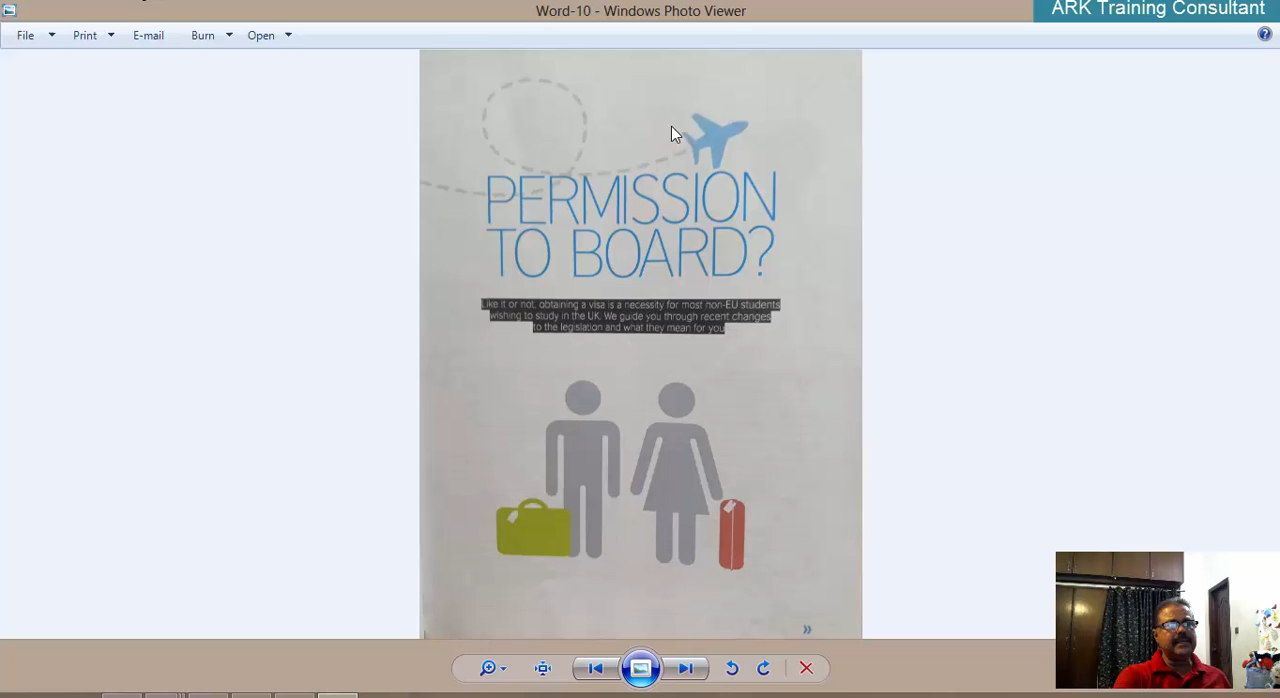 Word-10 - Windows Photo Viewer
ARK Training Consultant
File Print E-mail Burn Open
PERMISSION
TO BOARD?
Like it or not, obtaining a visa is a necessity for most non-EU students
wishing to study in the UK. We guide you through recent changes
to the legislation and what they mean for you
»